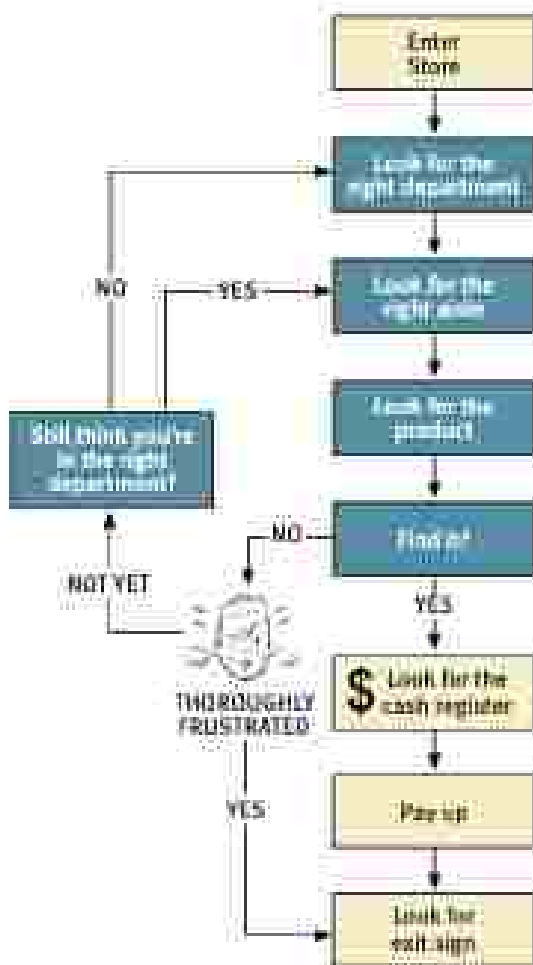 Enter
Store
Look for the
right department
NO
YES
Look for the
right aisle
Still think you're
in the right
department?
Look for the
product
NO
Find it?
NOT YET
YES
THOROUGHLY
FRUSTRATED
$ Look for the
cash register
YES
Pay up
Look for
exit sign